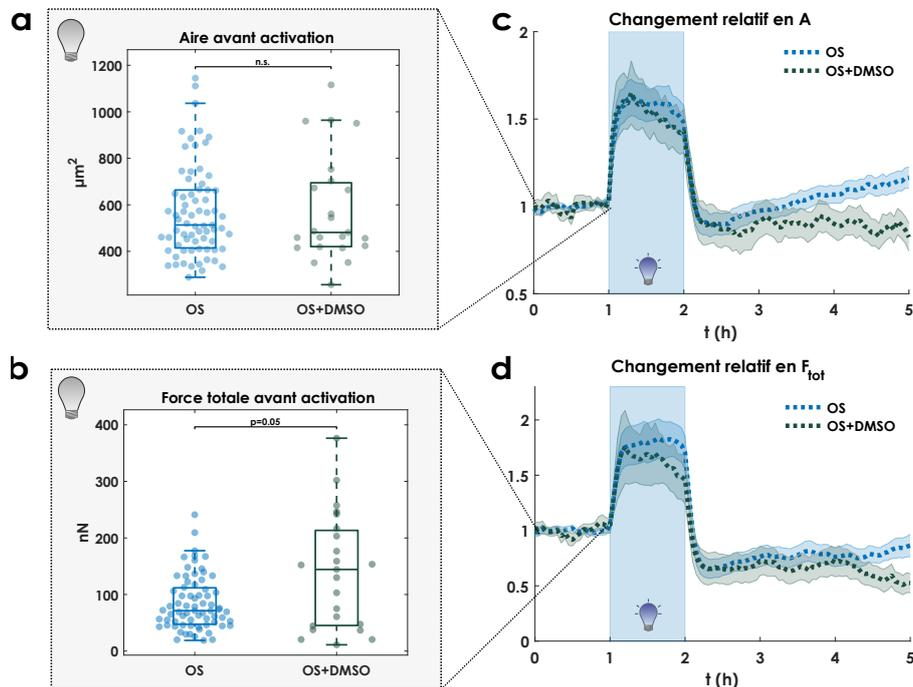 a
Aire avant activation
1200
1000
800
600
400
µm²
n.s.
OS
OS+DMSO
c
Changement relatif en A
2
1.5
1
0.5
0
1
2
3
4
5
t (h)
OS
OS+DMSO
b
Force totale avant activation
400
300
200
100
0
nN
p=0.05
OS
OS+DMSO
d
Changement relatif en F_tot
2
1.5
1
0.5
0
0
1
2
3
4
5
t (h)
OS
OS+DMSO